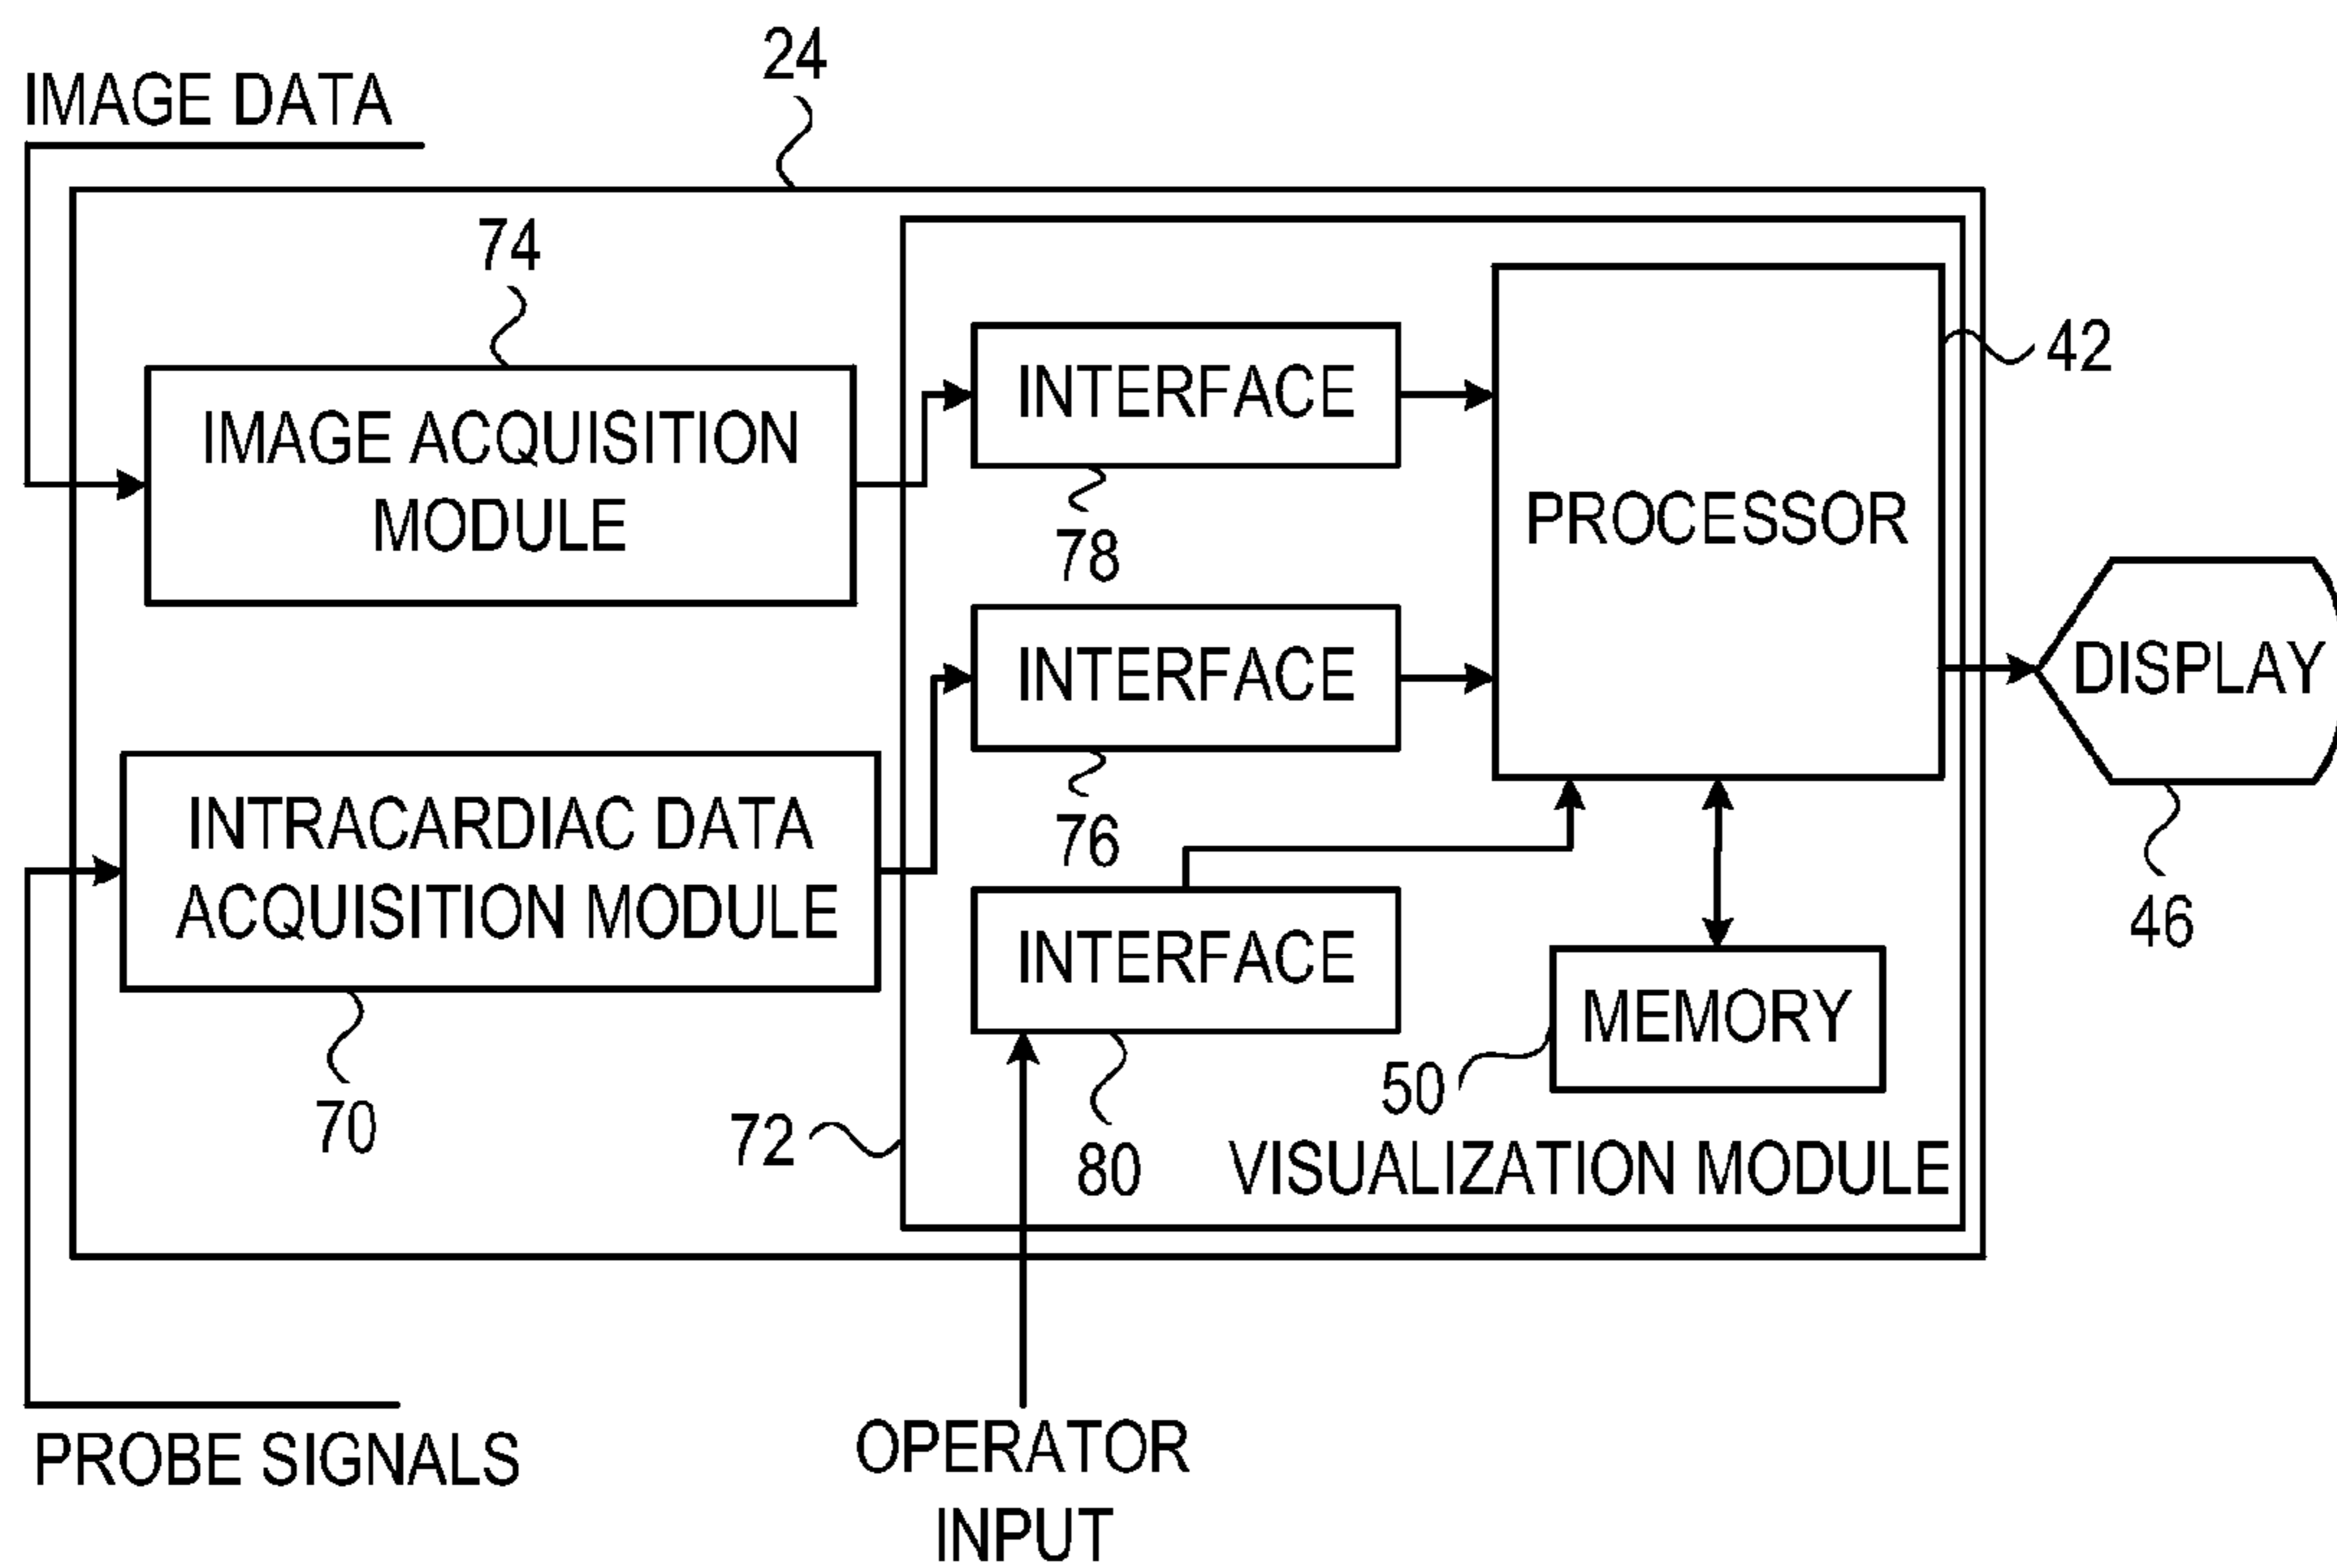 24
IMAGE DATA
74
IMAGE ACQUISITION
MODULE
INTERFACE
78
PROCESSOR
42
INTERFACE
76
DISPLAY
46
INTRACARDIAC DATA
ACQUISITION MODULE
70
INTERFACE
80
MEMORY
50
72
VISUALIZATION MODULE
PROBE SIGNALS
OPERATOR
INPUT